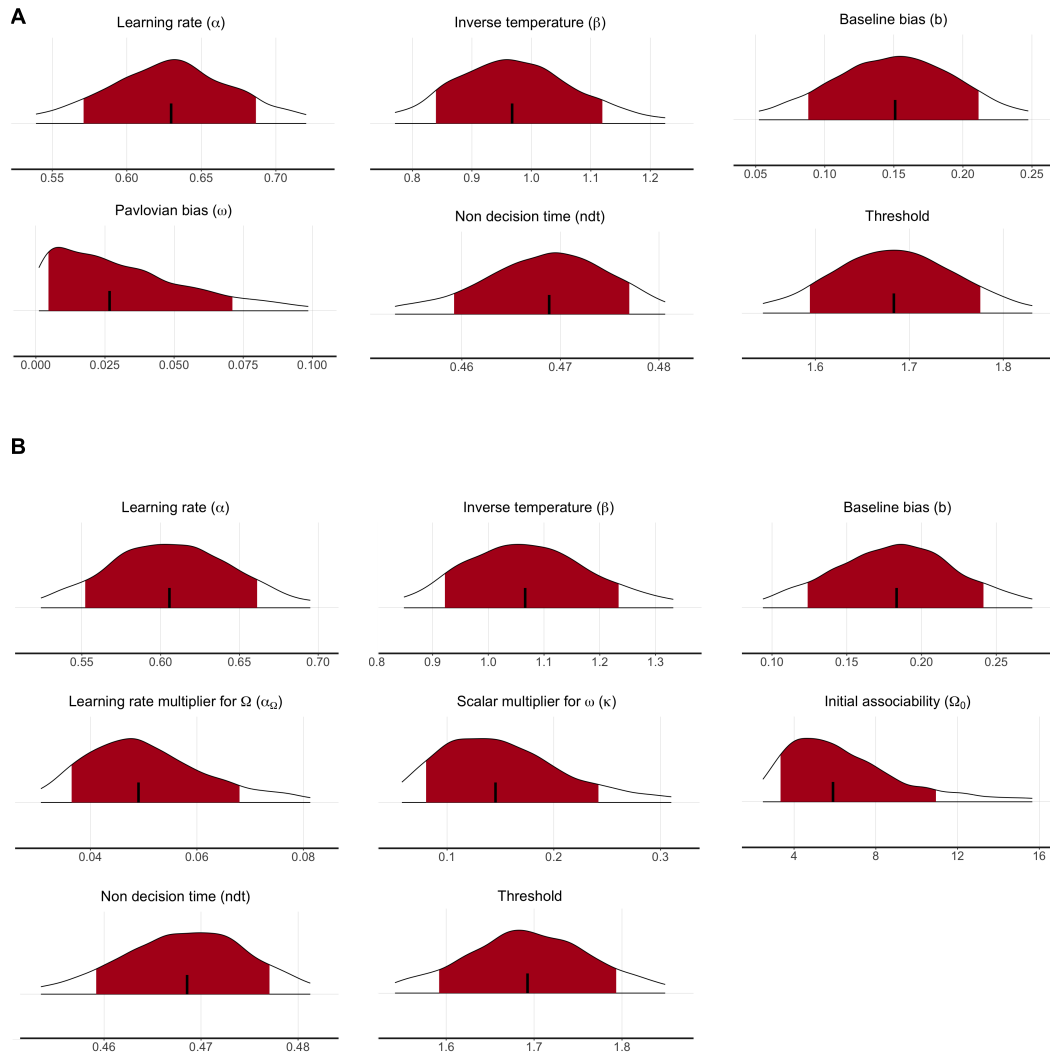 A
Learning rate (α)
Inverse temperature (β)
Baseline bias (b)
0.55 0.60 0.65 0.70
0.8 0.9 1.0 1.1 1.2
0.05 0.10 0.15 0.20 0.25
Pavlovian bias (ω)
Non decision time (ndt)
Threshold
0.000 0.025 0.050 0.075 0.100
0.46 0.47 0.48
1.6 1.7 1.8
B
Learning rate (α)
Inverse temperature (β)
Baseline bias (b)
0.55 0.60 0.65 0.70
0.8 0.9 1.0 1.1 1.2 1.3
0.10 0.15 0.20 0.25
Learning rate multiplier for Ω (α_Ω)
Scalar multiplier for ω (κ)
Initial associability (Ω₀)
0.04 0.06 0.08
0.1 0.2 0.3
4 8 12 16
Non decision time (ndt)
Threshold
0.46 0.47 0.48
1.6 1.7 1.8